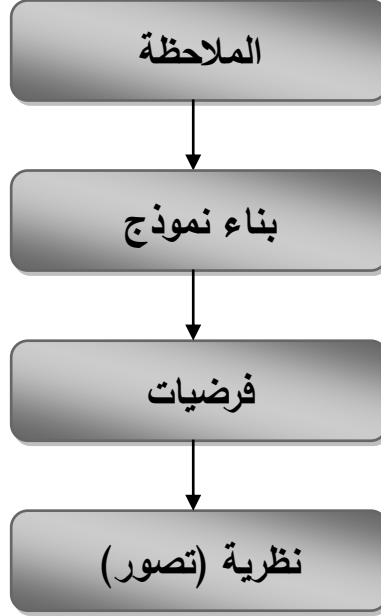 الملاحظة
بناء نموذج
فرضيات
نظرية (تصور)